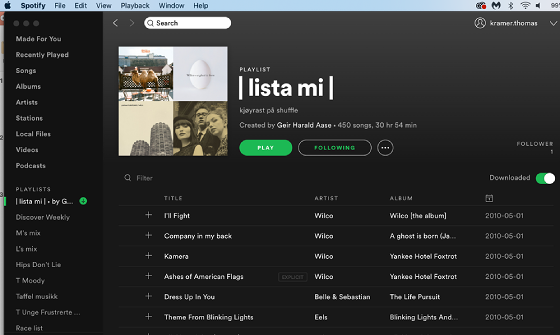 Spotify File Edit View Playback Window Help 99
Search
kramer.thomas
Made For You
Recently Played
Songs
Albums
Artists
Stations
Local Files
Videos
Podcasts
PLAYLISTS
| lista mi | • by G...
Discover Weekly
M's mix
L's mix
Hips Don't Lie
T Moody
Taffel musikk
T Unge Frustrerte ...
Race list
PLAYLIST
| lista mi |
kjøyrast på shuffle
Created by Geir Harald Aase • 450 songs, 30 hr 54 min
PLAY FOLLOWING
FOLLOWER
1
Filter Downloaded
TITLE ARTIST ALBUM
I'll Fight Wilco Wilco [the album] 2010-05-01
Company in my back Wilco A ghost is born (Ja... 2010-05-01
Kamera Wilco Yankee Hotel Foxtrot 2010-05-01
Ashes of American Flags EXPLICIT Wilco Yankee Hotel Foxtrot 2010-05-01
Dress Up In You Belle & Sebastian The Life Pursuit 2010-05-01
Theme From Blinking Lights Eels Blinking Lights And... 2010-05-01